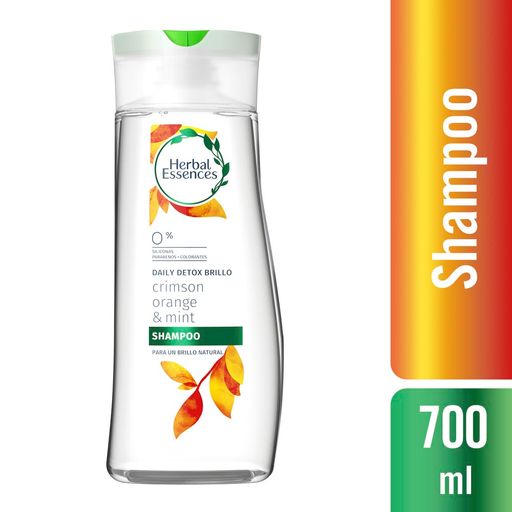 Herbal
Essences
0%
SILICONAS
PARABENOS • COLORANTES
DAILY DETOX BRILLO
crimson
orange
& mint
SHAMPOO
PARA UN BRILLO NATURAL
Shampoo
700
ml